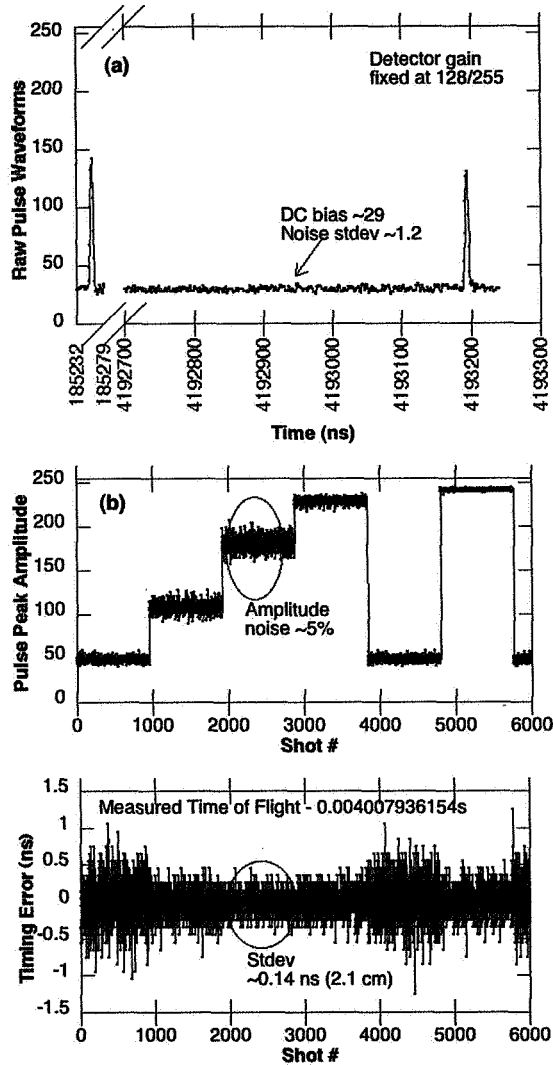 250
(a)
Detector gain
fixed at 128/255
200
Raw Pulse Waveforms
150
100
DC bias ~29
Noise stdev ~1.2
50
0
185232
185279
4192700
4192800
4192900
4193000
4193100
4193200
4193300
Time (ns)
250
(b)
200
Pulse Peak Amplitude
150
100
Amplitude
noise ~5%
50
0
0
1000
2000
3000
4000
5000
6000
Shot #
1.5
Measured Time of Flight - 0.004007936154s
1
0.5
Timing Error (ns)
0
-0.5
Stdev
~0.14 ns (2.1 cm)
-1
-1.5
0
1000
2000
3000
4000
5000
6000
Shot #